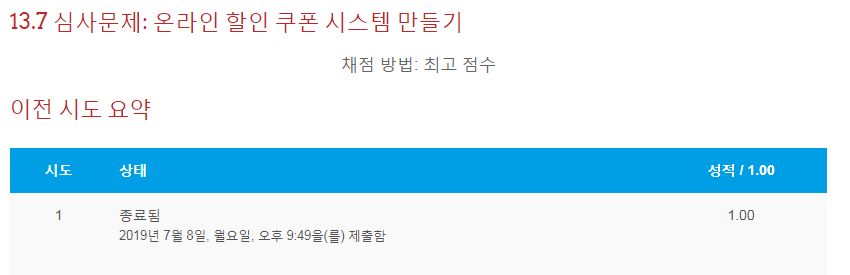 13.7 심사문제: 온라인 할인 쿠폰 시스템 만들기
채점 방법: 최고 점수
이전 시도 요약
시도 상태 성적 / 1.00
1 종료됨 1.00
2019년 7월 8일, 월요일, 오후 9:49을(를) 제출함